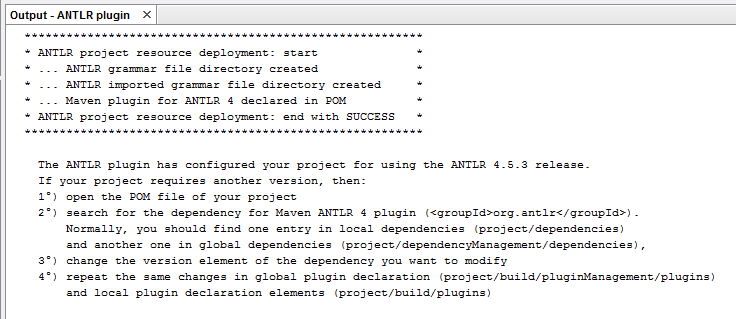 Output - ANTLR plugin ×
************************************************************
* ANTLR project resource deployment: start *
* ... ANTLR grammar file directory created *
* ... ANTLR imported grammar file directory created *
* ... Maven plugin for ANTLR 4 declared in POM *
* ANTLR project resource deployment: end with SUCCESS *
************************************************************
The ANTLR plugin has configured your project for using the ANTLR 4.5.3 release.
If your project requires another version, then:
1°) open the POM file of your project
2°) search for the dependency for Maven ANTLR 4 plugin (<groupId>org.antlr</groupId>).
Normally, you should find one entry in local dependencies (project/dependencies)
and another one in global dependencies (project/dependencyManagement/dependencies),
3°) change the version element of the dependency you want to modify
4°) repeat the same changes in global plugin declaration (project/build/pluginManagement/plugins)
and local plugin declaration elements (project/build/plugins)